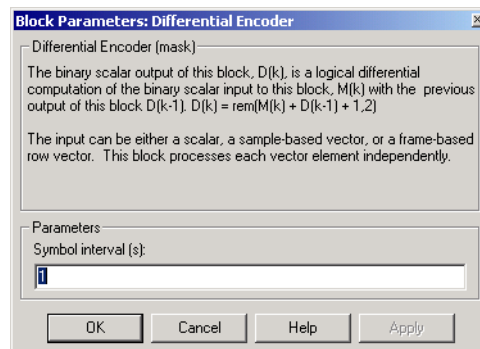 Block Parameters: Differential Encoder
Differential Encoder (mask)
The binary scalar output of this block, D(k), is a logical differential
computation of the binary scalar input to this block, M(k) with the previous
output of this block D(k-1). D(k) = rem(M(k) + D(k-1) + 1,2)
The input can be either a scalar, a sample-based vector, or a frame-based
row vector. This block processes each vector element independently.
Parameters
Symbol interval (s):
1
OK Cancel Help Apply